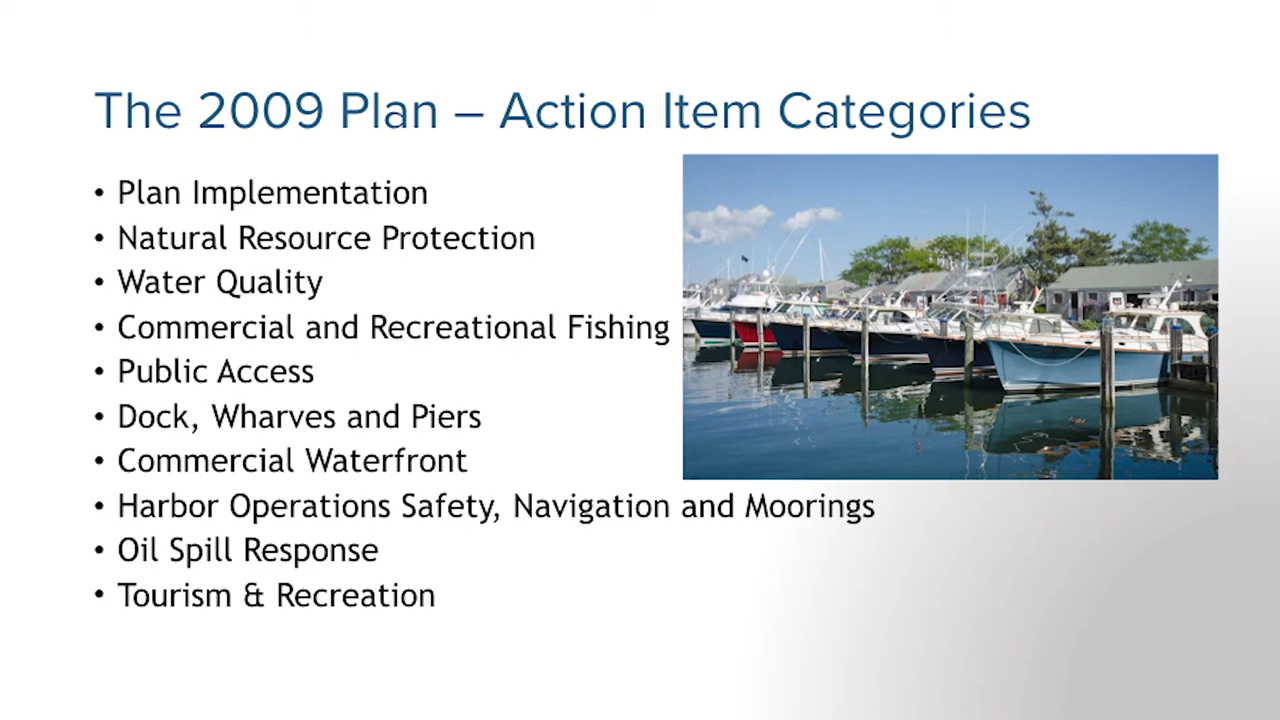 The 2009 Plan – Action Item Categories
• Plan Implementation
• Natural Resource Protection
• Water Quality
• Commercial and Recreational Fishing
• Public Access
• Dock, Wharves and Piers
• Commercial Waterfront
• Harbor Operations Safety, Navigation and Moorings
• Oil Spill Response
• Tourism & Recreation